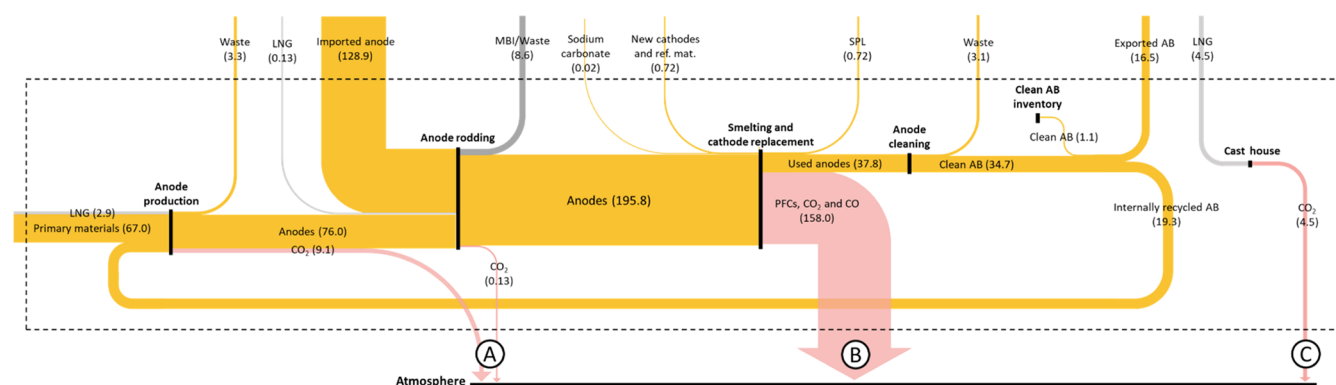 Waste
(3.3)
LNG
(0.13)
Imported anode
(128.9)
MBI/Waste
(8.6)
Sodium
carbonate
(0.02)
New cathodes
and ref. mat.
(0.72)
SPL
(0.72)
Waste
(3.1)
Exported AB
(16.5)
LNG
(4.5)
Clean AB
inventory
Clean AB (1.1)
Anode rodding
Smelting and
cathode replacement
Anode
cleaning
Cast house
Used anodes (37.8)
Clean AB (34.7)
Anode
production
LNG (2.9)
Primary materials (67.0)
Anodes (76.0)
CO₂ (9.1)
Anodes (195.8)
PFCs, CO₂ and CO
(158.0)
Internally recycled AB
(19.3)
CO₂
(4.5)
CO₂
(0.13)
A
B
C
Atmosphere